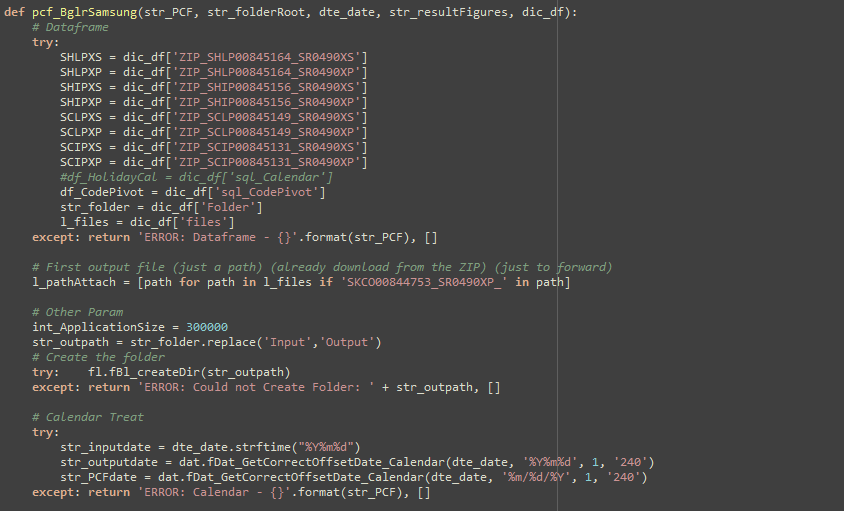 def pcf_BglrSamsung(str_PCF, str_folderRoot, dte_date, str_resultFigures, dic_df):
    # Dataframe
    try:
        SHLPXS = dic_df['ZIP_SHLP00845164_SR0490XS']
        SHLPXP = dic_df['ZIP_SHLP00845164_SR0490XP']
        SHIPXS = dic_df['ZIP_SHIP00845156_SR0490XS']
        SHIPXP = dic_df['ZIP_SHIP00845156_SR0490XP']
        SCLPXS = dic_df['ZIP_SCLP00845149_SR0490XS']
        SCLPXP = dic_df['ZIP_SCLP00845149_SR0490XP']
        SCIPXS = dic_df['ZIP_SCIP00845131_SR0490XS']
        SCIPXP = dic_df['ZIP_SCIP00845131_SR0490XP']
        #df_HolidayCal = dic_df['sql_Calendar']
        df_CodePivot = dic_df['sql_CodePivot']
        str_folder = dic_df['Folder']
        l_files = dic_df['files']
    except: return 'ERROR: Dataframe - {}'.format(str_PCF), []
    # First output file (just a path) (already download from the ZIP) (just to forward)
    l_pathAttach = [path for path in l_files if 'SKCO00844753_SR0490XP_' in path]
    # Other Param
    int_ApplicationSize = 300000
    str_outpath = str_folder.replace('Input','Output')
    # Create the folder
    try:    fl.fBl_createDir(str_outpath)
    except: return 'ERROR: Could not Create Folder: ' + str_outpath, []
    # Calendar Treat
    try:
        str_inputdate = dte_date.strftime("%Y%m%d")
        str_outputdate = dat.fDat_GetCorrectOffsetDate_Calendar(dte_date, '%Y%m%d', 1, '240')
        str_PCFdate = dat.fDat_GetCorrectOffsetDate_Calendar(dte_date, '%m/%d/%Y', 1, '240')
    except: return 'ERROR: Calendar - {}'.format(str_PCF), []